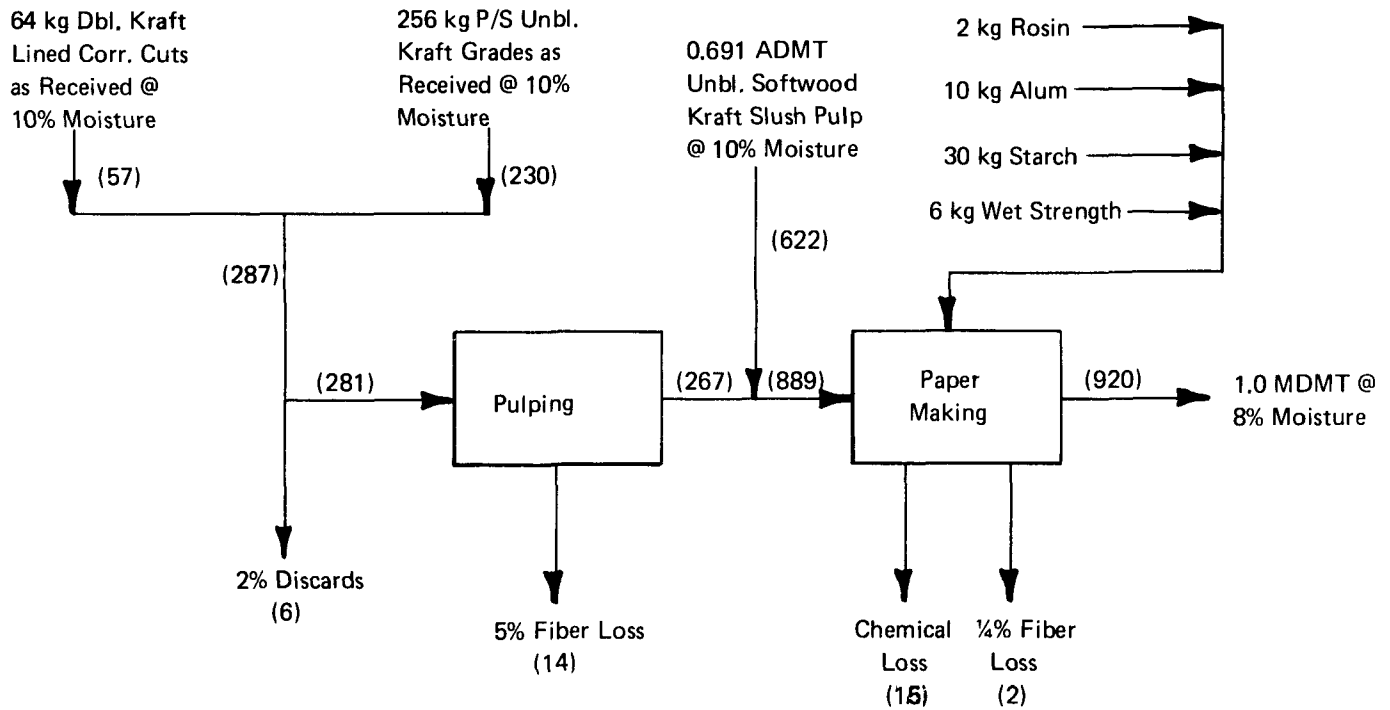 64 kg Dbl. Kraft
Lined Corr. Cuts
as Received @
10% Moisture
(57)
256 kg P/S Unbl.
Kraft Grades as
Received @ 10%
Moisture
(230)
0.691 ADMT
Unbl. Softwood
Kraft Slush Pulp
@ 10% Moisture
(622)
2 kg Rosin
10 kg Alum
30 kg Starch
6 kg Wet Strength
(287)
(281)
Pulping
(267)
(889)
Paper
Making
(920)
1.0 MDMT @
8% Moisture
2% Discards
(6)
5% Fiber Loss
(14)
Chemical
Loss
(15)
¼% Fiber
Loss
(2)